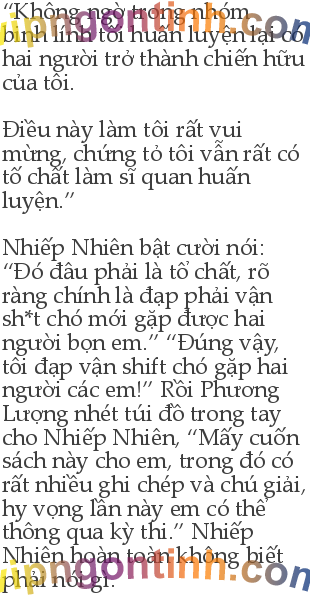 “Không ngờ trong nhóm
binh lính tôi huấn luyện lại có
hai người trở thành chiến hữu
của tôi.
Điều này làm tôi rất vui
mừng, chứng tỏ tôi vẫn rất có
tố chất làm sĩ quan huấn
luyện.”
Nhiếp Nhiên bật cười nói:
“Đó đâu phải là tổ chất, rõ
ràng chính là đạp phải vận
sh*t chó mới gặp được hai
người bọn em.” “Đúng vậy,
tôi đạp vận shift chó gặp hai
người các em!” Rồi Phương
Lượng nhét túi đồ trong tay
cho Nhiếp Nhiên, “Mấy cuốn
sách này cho em, trong đó có
rất nhiều ghi chép và chú giải,
hy vọng lần này em có thể
thông qua kỳ thi.” Nhiếp
Nhiên hoàn toàn không biết
phải nói gì.
vipngontinh.com
vipngontinh.com